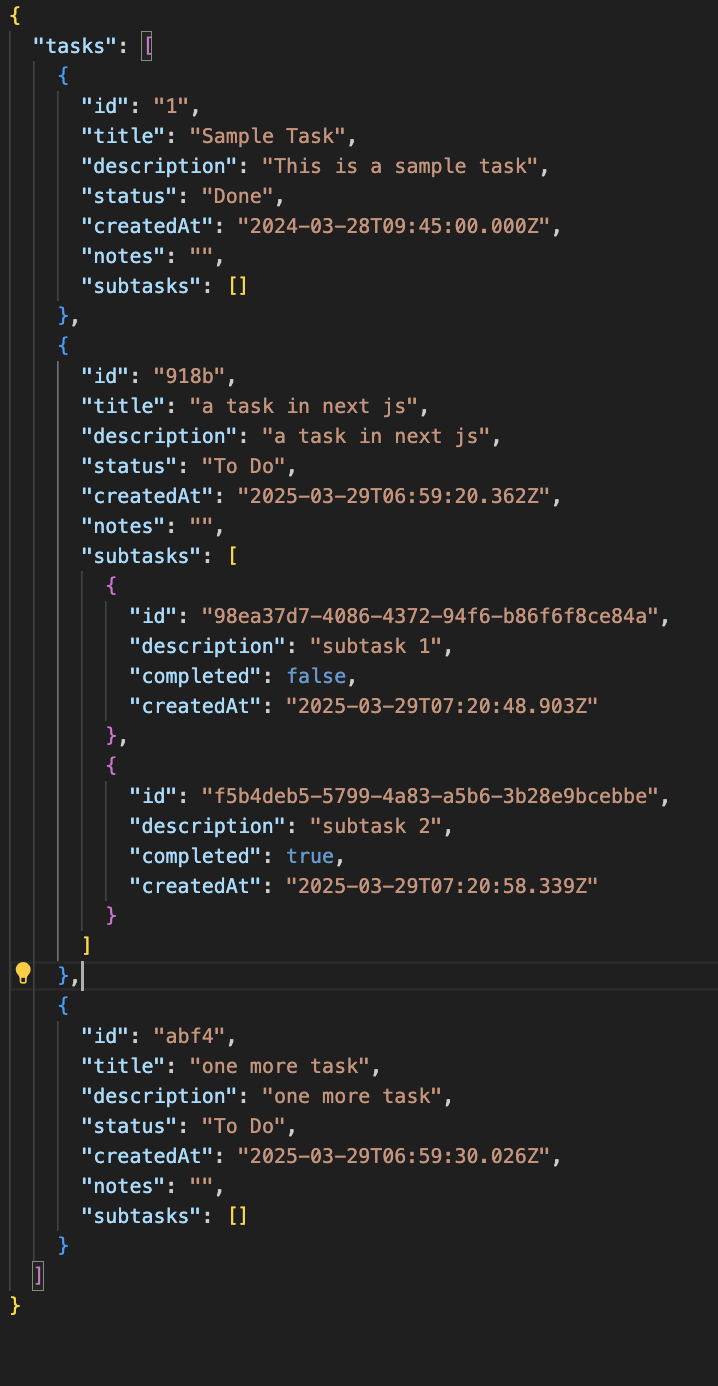 {
"tasks": [
{
"id": "1",
"title": "Sample Task",
"description": "This is a sample task",
"status": "Done",
"createdAt": "2024-03-28T09:45:00.000Z",
"notes": "",
"subtasks": []
},
{
"id": "918b",
"title": "a task in next js",
"description": "a task in next js",
"status": "To Do",
"createdAt": "2025-03-29T06:59:20.362Z",
"notes": "",
"subtasks": [
{
"id": "98ea37d7-4086-4372-94f6-b86f6f8ce84a",
"description": "subtask 1",
"completed": false,
"createdAt": "2025-03-29T07:20:48.903Z"
},
{
"id": "f5b4deb5-5799-4a83-a5b6-3b28e9bcebbe",
"description": "subtask 2",
"completed": true,
"createdAt": "2025-03-29T07:20:58.339Z"
}
]
},
{
"id": "abf4",
"title": "one more task",
"description": "one more task",
"status": "To Do",
"createdAt": "2025-03-29T06:59:30.026Z",
"notes": "",
"subtasks": []
}
]
}